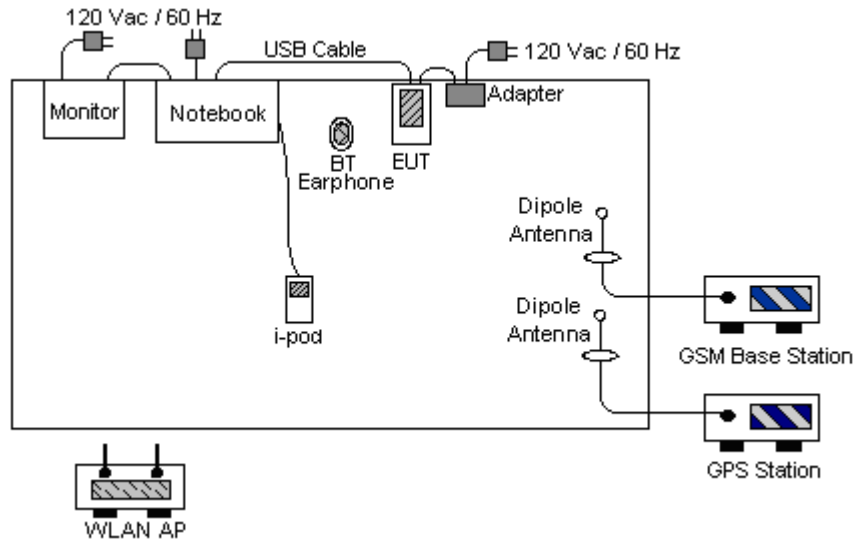 120 Vac / 60 Hz
USB Cable
120 Vac / 60 Hz
Monitor
Notebook
Adapter
BT
Earphone
EUT
Dipole
Antenna
i-pod
Dipole
Antenna
GSM Base Station
GPS Station
WLAN AP